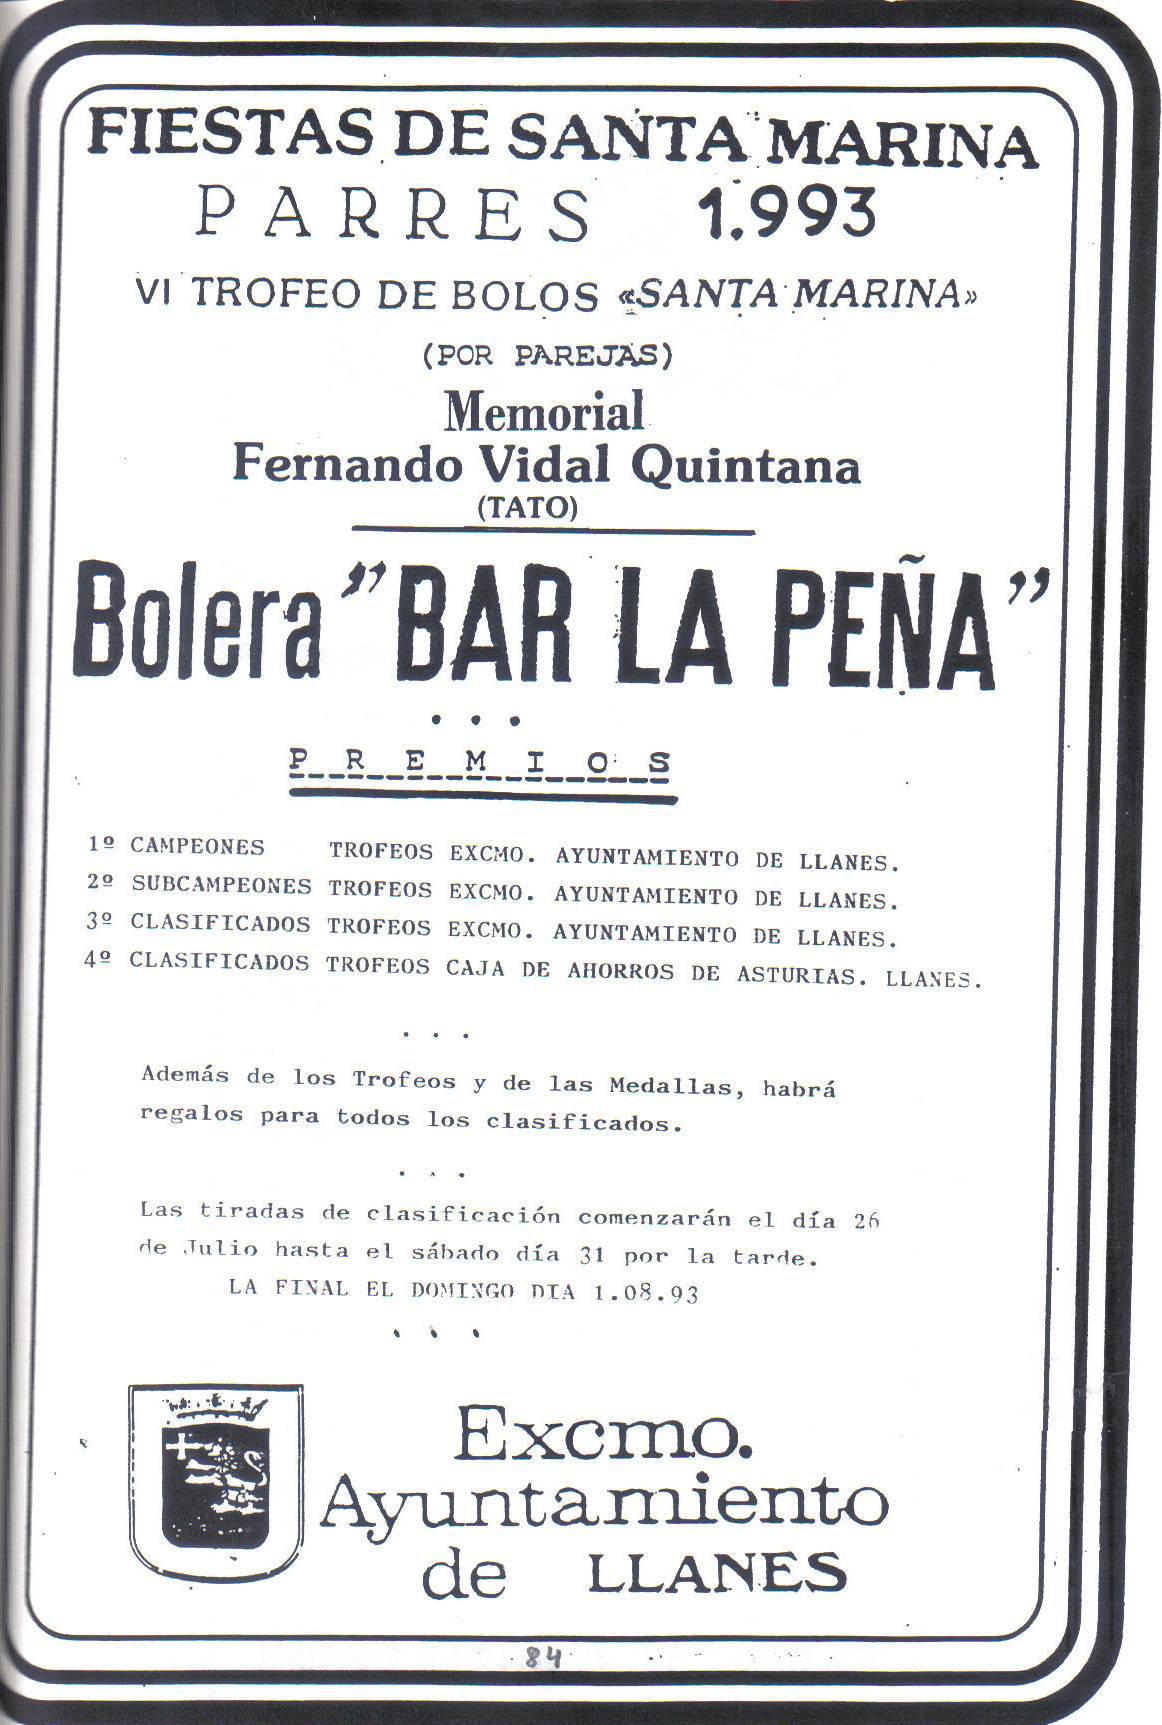 FIESTAS DE SANTA MARINA
PARRES 1.993
VI TROFEO DE BOLOS «SANTA MARINA»
(POR PAREJAS)
Memorial
Fernando Vidal Quintana
(TATO)
Bolera "BAR LA PEÑA"
...
PREMIOS
1º CAMPEONES TROFEOS EXCMO. AYUNTAMIENTO DE LLANES.
2º SUBCAMPEONES TROFEOS EXCMO. AYUNTAMIENTO DE LLANES.
3º CLASIFICADOS TROFEOS EXCMO. AYUNTAMIENTO DE LLANES.
4º CLASIFICADOS TROFEOS CAJA DE AHORROS DE ASTURIAS. LLANES.
...
Además de los Trofeos y de las Medallas, habrá
regalos para todos los clasificados.
...
Las tiradas de clasificación comenzarán el día 26
de Julio hasta el sábado día 31 por la tarde.
LA FINAL EL DOMINGO DIA 1.08.93
...
Excmo.
Ayuntamiento
de LLANES
84